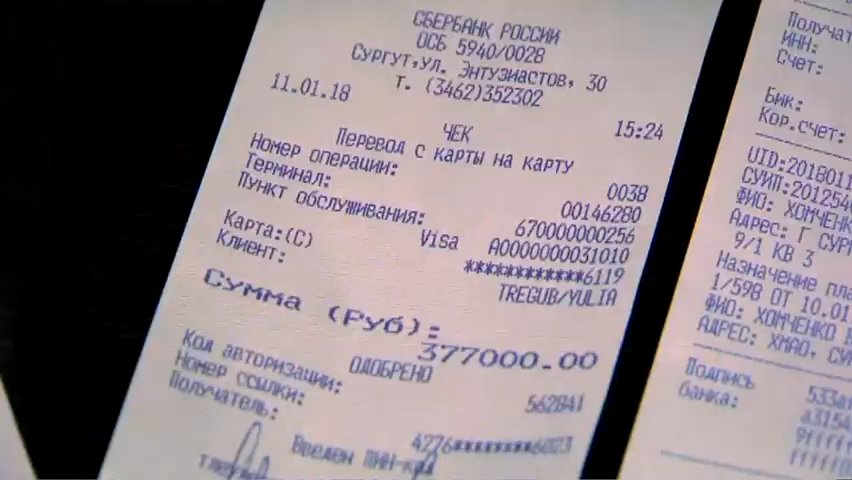 СБЕРБАНК РОССИИ
ОСБ 5940/0028
СУРГУТ,УЛ. ЭНТУЗИАСТОВ, 30
т. (3462)352302
11.01.18 15:24
ЧЕК
Перевод с карты на карту
Номер операции: 0038
Терминал: 00146280
Пункт обслуживания: 670000000256
Visa A0000000031010
Карта:(C) ************6119
Клиент: TREGUB/YULIA
Сумма (Руб):
377000.00
ОДОБРЕНО
Код авторизации: 562841
Номер ссылки:
Получатель: 4276********6023
Введен ПИН-код
Получат
ИНН:
Счет:
Бик:
Кор.счет:
UID:2018011
СУИП:2012546
ФИО: ХОМЧЕНКО
Адрес: Г СУР
9/1 КВ 3
Назначение пла
1/598 ОТ 10.01
ФИО: ХОМЧЕНКО
АДРЕС: ХМАО, СУ
Подпись
банка:
533a
a3154
9fffff
fffff0